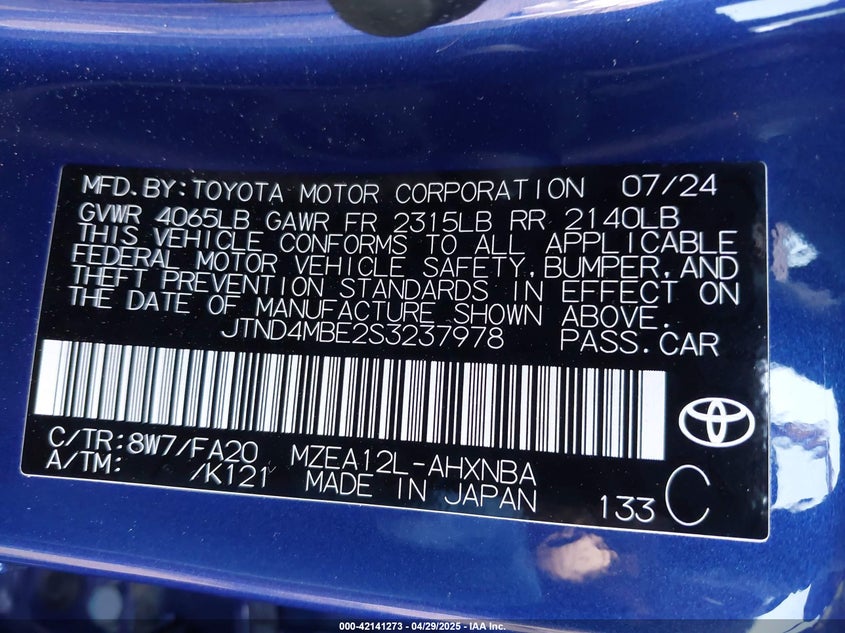 MFD.BY:TOYOTA MOTOR CORPORATION 07/24
GVWR 4065LB GAWR FR 2315LB RR 2140LB
THIS VEHICLE CONFORMS TO ALL APPLICABLE
FEDERAL MOTOR VEHICLE SAFETY,BUMPER,AND
THEFT PREVENTION STANDARDS IN EFFECT ON
THE DATE OF MANUFACTURE SHOWN ABOVE.
JTND4MBE2S3237978 PASS.CAR
C/TR:8W7/FA20 MZEA12L-AHXNBA
A/TM: /K121 MADE IN JAPAN 133 C
000-42141273 - 04/29/2025 - IAA Inc.